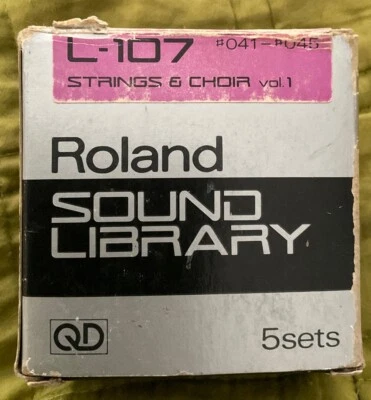 L-107 #041-#045
STRINGS & CHOIR vol.1
Roland
SOUND
LIBRARY
QD 5sets